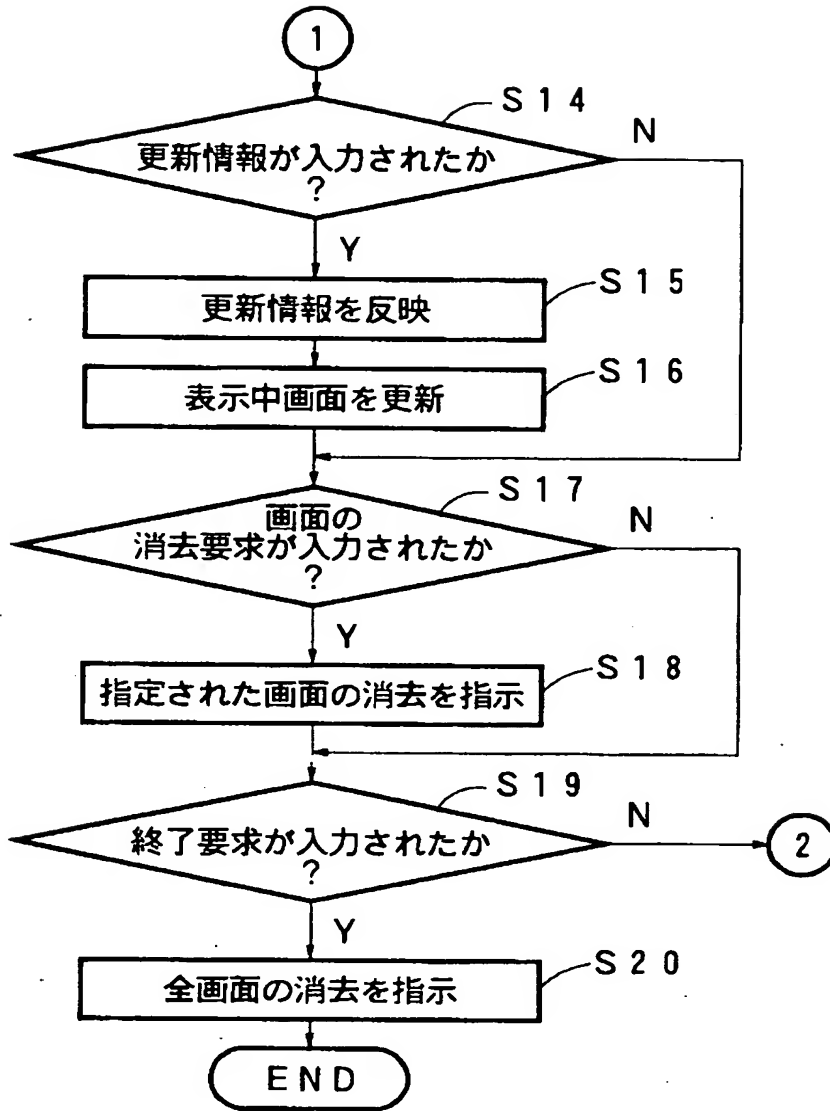 1
S14
更新情報が入力されたか
?
N
Y
S15
更新情報を反映
S16
表示中画面を更新
S17
画面の
消去要求が入力されたか
?
N
Y
S18
指定された画面の消去を指示
S19
終了要求が入力されたか
?
N
2
Y
S20
全画面の消去を指示
END